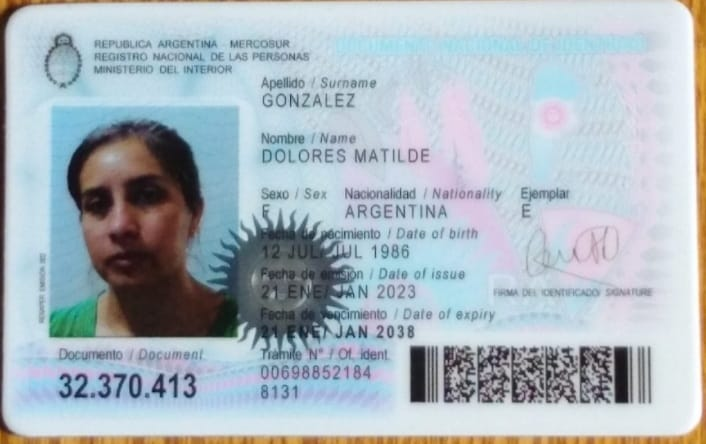 REPUBLICA ARGENTINA - MERCOSUR
REGISTRO NACIONAL DE LAS PERSONAS
MINISTERIO DEL INTERIOR
DOCUMENTO NACIONAL DE IDENTIDAD
Apellido / Surname
GONZALEZ
Nombre / Name
DOLORES MATILDE
Sexo / Sex Nacionalidad / Nationality Ejemplar
F ARGENTINA E
Fecha de nacimiento / Date of birth
12 JUL/ JUL 1986
Fecha de emisión / Date of issue
21 ENE/ JAN 2023
FIRMA DEL IDENTIFICADO/ SIGNATURE
Fecha de vencimiento / Date of expiry
21 ENE/ JAN 2038
Documento / Document
32.370.413
Tramite N° / Of. ident.
00698852184
8131